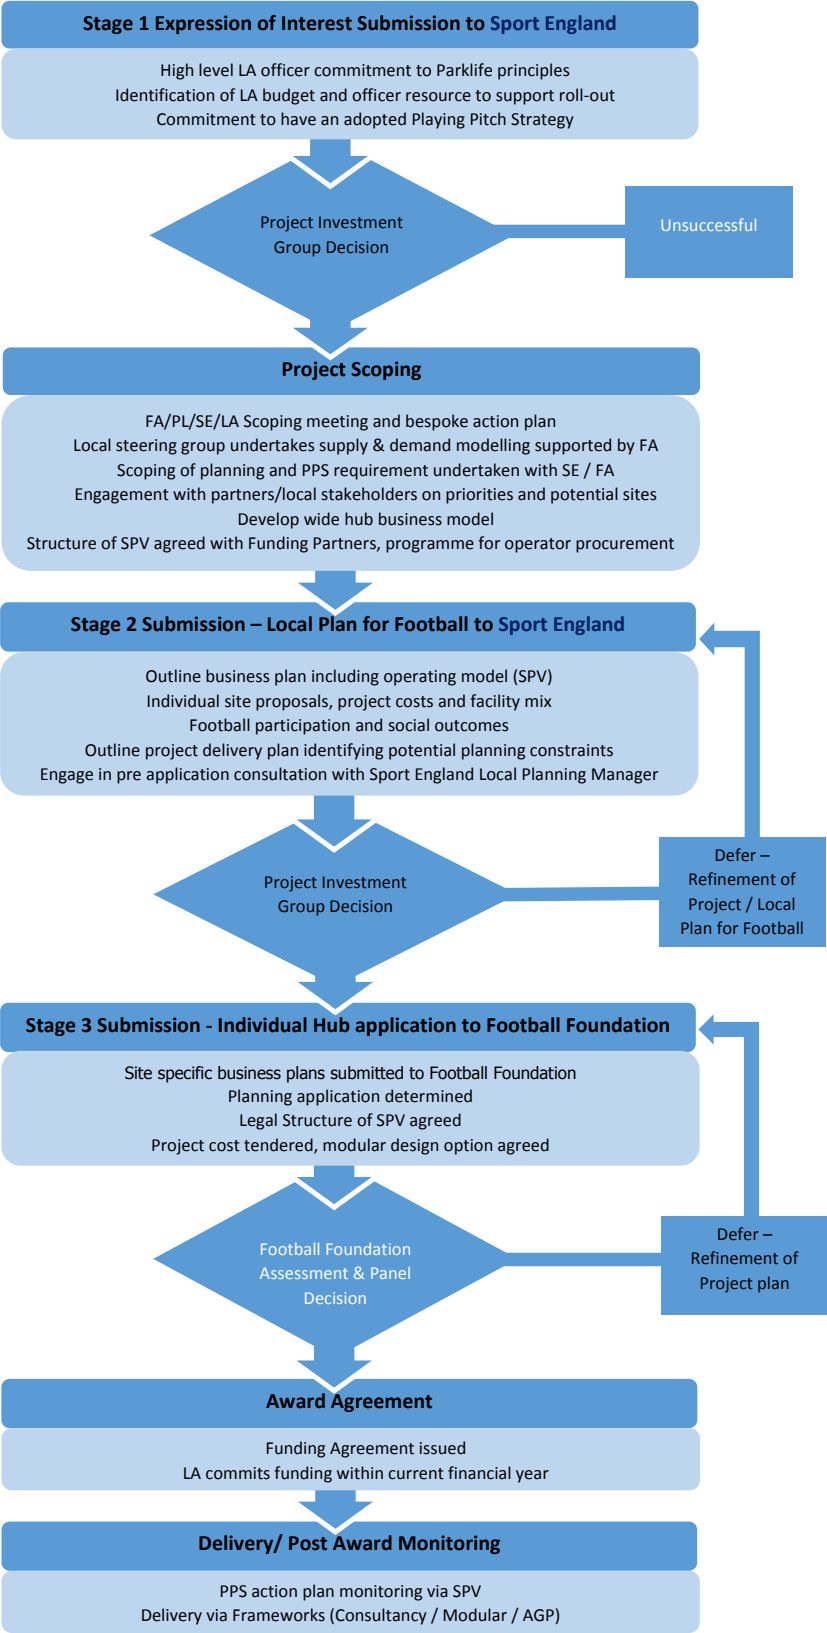 Stage 1 Expression of Interest Submission to Sport England
High level LA officer commitment to Parklife principles
Identification of LA budget and officer resource to support roll-out
Commitment to have an adopted Playing Pitch Strategy
Project Investment
Group Decision
Unsuccessful
Project Scoping
FA/PL/SE/LA Scoping meeting and bespoke action plan
Local steering group undertakes supply & demand modelling supported by FA
Scoping of planning and PPS requirement undertaken with SE / FA
Engagement with partners/local stakeholders on priorities and potential sites
Develop wide hub business model
Structure of SPV agreed with Funding Partners, programme for operator procurement
Stage 2 Submission – Local Plan for Football to Sport England
Outline business plan including operating model (SPV)
Individual site proposals, project costs and facility mix
Football participation and social outcomes
Outline project delivery plan identifying potential planning constraints
Engage in pre application consultation with Sport England Local Planning Manager
Project Investment
Group Decision
Defer –
Refinement of
Project / Local
Plan for Football
Stage 3 Submission - Individual Hub application to Football Foundation
Site specific business plans submitted to Football Foundation
Planning application determined
Legal Structure of SPV agreed
Project cost tendered, modular design option agreed
Football Foundation
Assessment & Panel
Decision
Defer –
Refinement of
Project plan
Award Agreement
Funding Agreement issued
LA commits funding within current financial year
Delivery/ Post Award Monitoring
PPS action plan monitoring via SPV
Delivery via Frameworks (Consultancy / Modular / AGP)